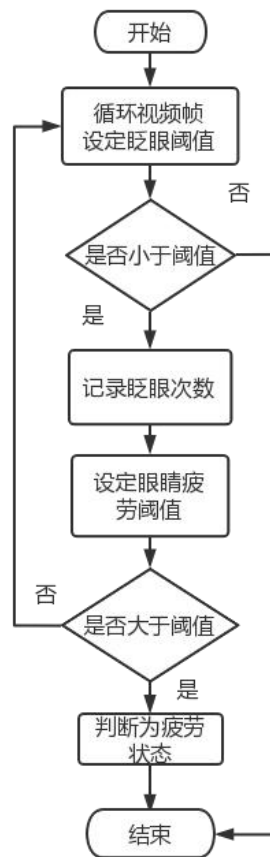 开始
循环视频帧
设定眨眼阈值
否
是否小于阈值
是
记录眨眼次数
设定眼睛疲
劳阈值
否
是否大于阈值
是
判断为疲劳
状态
结束